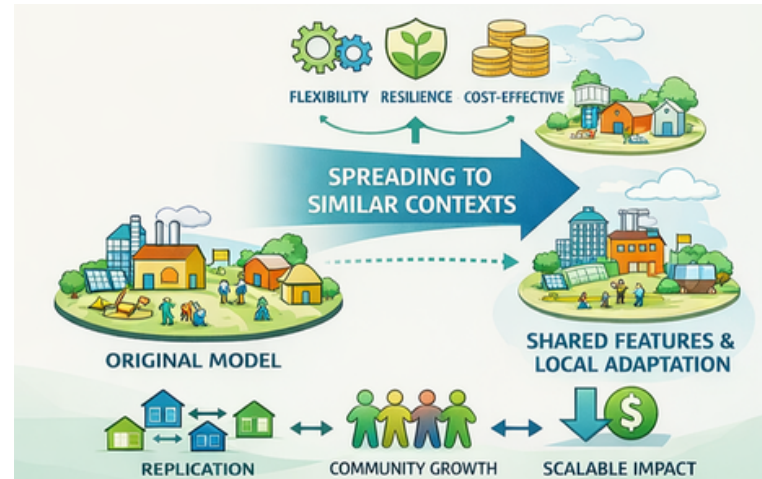 FLEXIBILITY RESILIENCE COST-EFFECTIVE
SPREADING TO
SIMILAR CONTEXTS
ORIGINAL MODEL
SHARED FEATURES &
LOCAL ADAPTATION
$
REPLICATION COMMUNITY GROWTH SCALABLE IMPACT